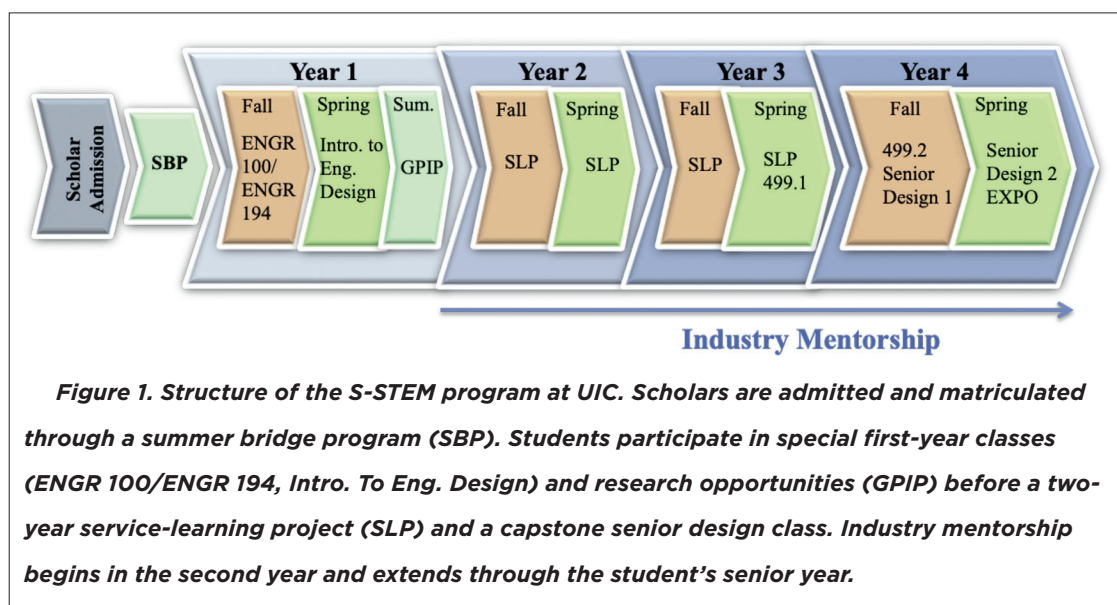 Scholar
Admission
SBP
Year 1
Fall
ENGR
100/
ENGR
194
Spring
Intro. to
Eng.
Design
Sum.
GPIP
Year 2
Fall
SLP
Spring
SLP
Year 3
Fall
SLP
Spring
SLP
499.1
Year 4
Fall
499.2
Senior
Design 1
Spring
Senior
Design 2
EXPO
Industry Mentorship
Figure 1. Structure of the S-STEM program at UIC. Scholars are admitted and matriculated
through a summer bridge program (SBP). Students participate in special first-year classes
(ENGR 100/ENGR 194, Intro. To Eng. Design) and research opportunities (GPIP) before a two-
year service-learning project (SLP) and a capstone senior design class. Industry mentorship
begins in the second year and extends through the student's senior year.